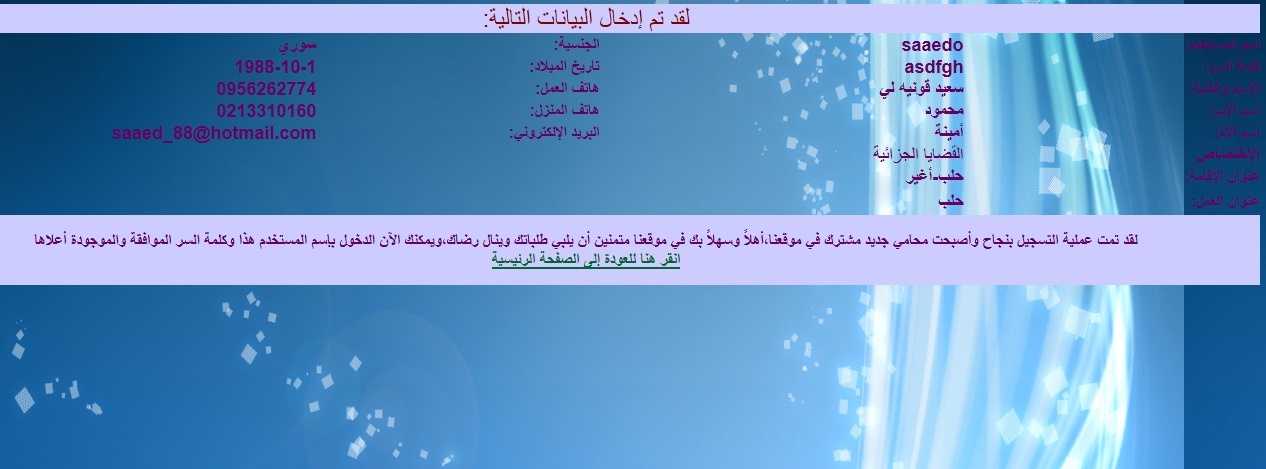 لقد تم إدخال البيانات التالية:
اسم المستخدم: saaedo الجنسية: سوري
كلمة السر: asdfgh تاريخ الميلاد: 1988-10-1
الإسم والكنية: سعيد قونيه لي هاتف العمل: 0956262774
اسم الأب: محمود هاتف المنزل: 0213310160
اسم الأم: أمينة البريد الإلكتروني: saaed_88@hotmail.com
الإختصاص القضايا الجزائية
عنوان الإقامة: حلب-أغير
عنوان العمل: حلب
لقد تمت عملية التسجيل بنجاح وأصبحت محامي جديد مشترك في موقعنا،أهلاً وسهلاً بك في موقعنا متمنين أن يلبي طلباتك وينال رضاك،ويمكنك الآن الدخول بإسم المستخدم هذا وكلمة السر الموافقة والموجودة أعلاها
انقر هنا للعودة إلى الصفحة الرئيسية